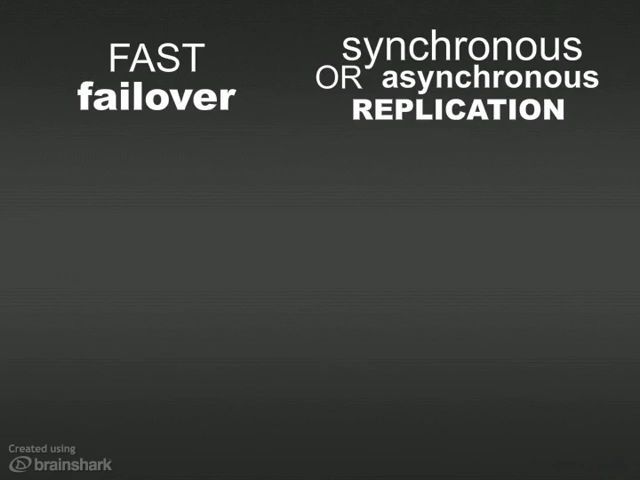 FAST
failover
synchronous
OR asynchronous
REPLICATION
Created using
brainshark